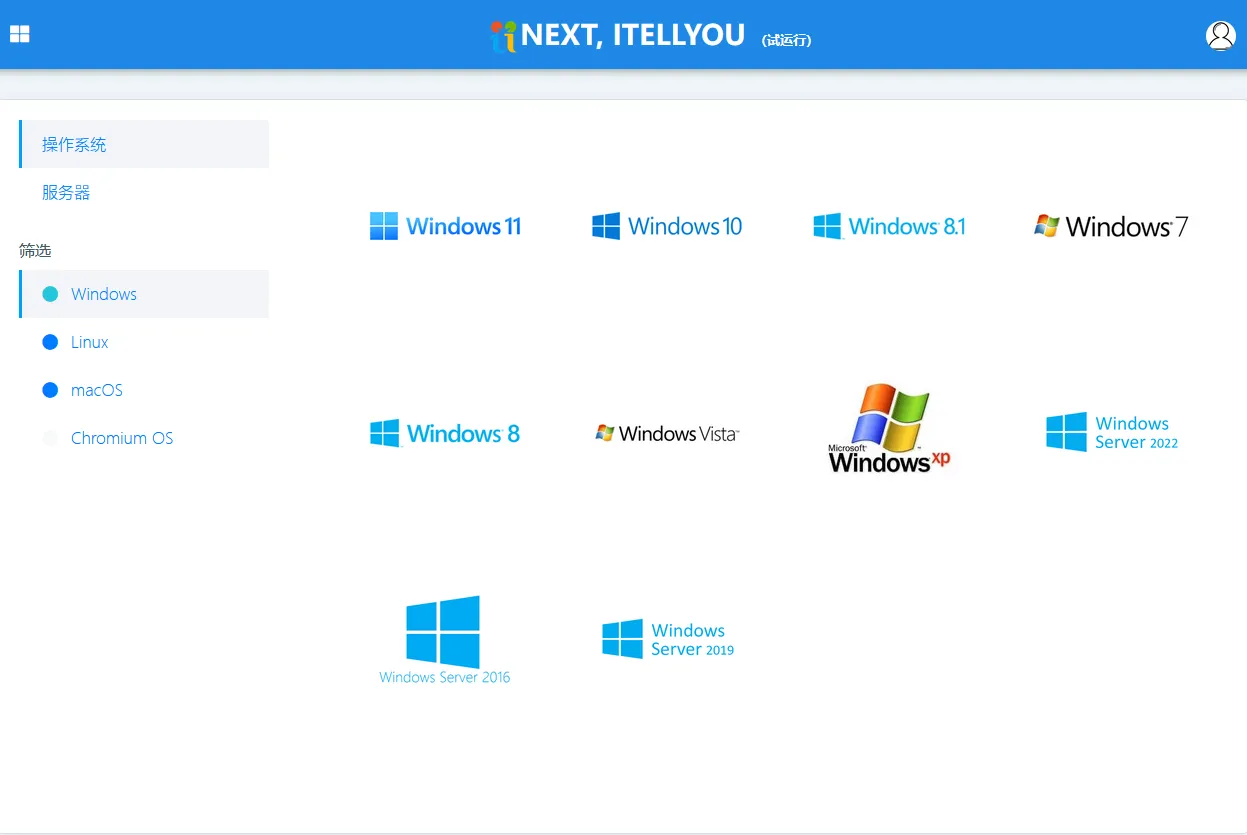 NEXT, ITELLYOU (试运行)
操作系统
服务器
筛选
Windows
Linux
macOS
Chromium OS
Windows 11
Windows 10
Windows 8.1
Windows 7
Windows 8
Windows Vista™
Microsoft®
Windows xp
Windows
Server 2022
Windows Server 2016
Windows
Server 2019